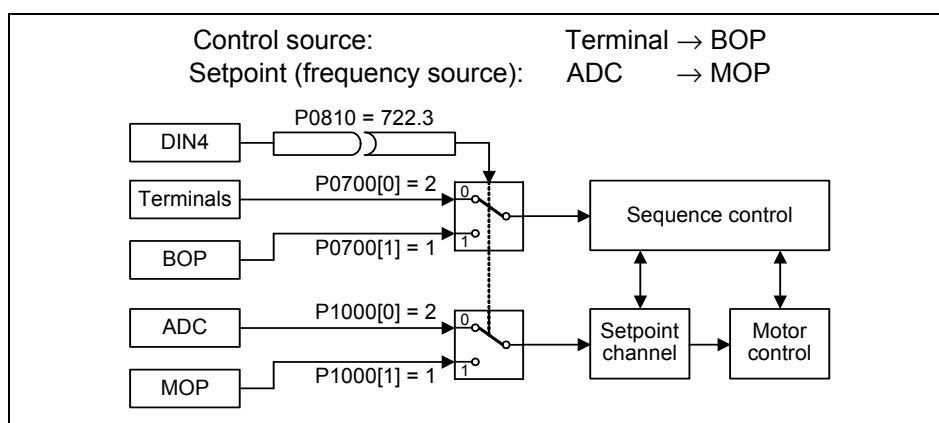 Control source: Terminal → BOP
Setpoint (frequency source): ADC → MOP
P0810 = 722.3
DIN4
Terminals
P0700[0] = 2
0
BOP
P0700[1] = 1
1
Sequence control
ADC
P1000[0] = 2
0
MOP
P1000[1] = 1
1
Setpoint
channel
Motor
control